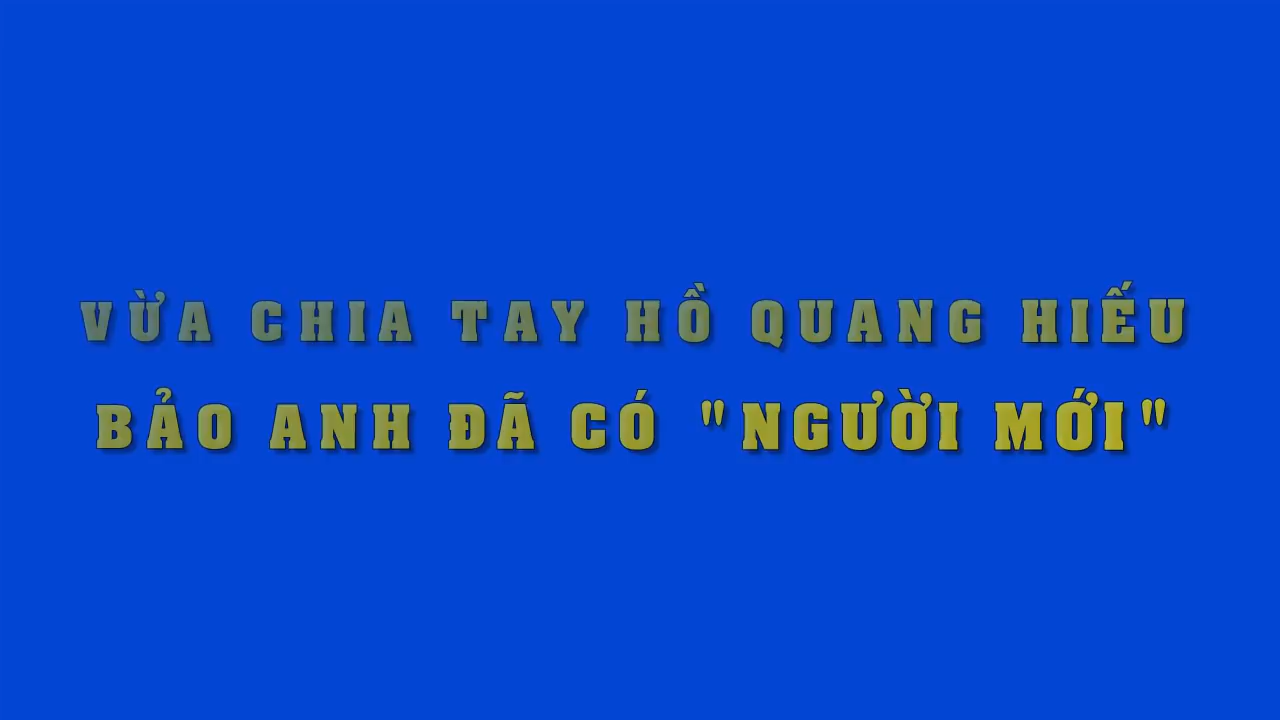 VỪA CHIA TAY HỒ QUANG HIẾU
BẢO ANH ĐÃ CÓ "NGƯỜI MỚI"